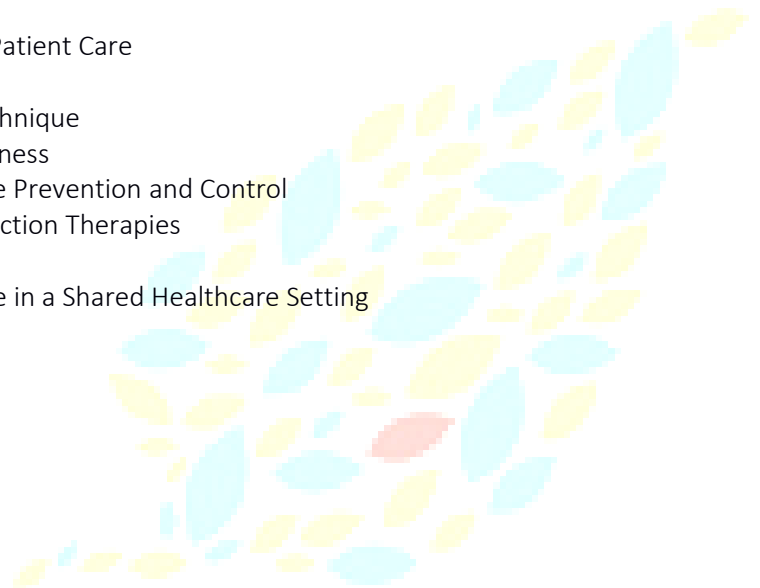 Patient Care
hnique
ness
e Prevention and Control
ction Therapies
e in a Shared Healthcare Setting